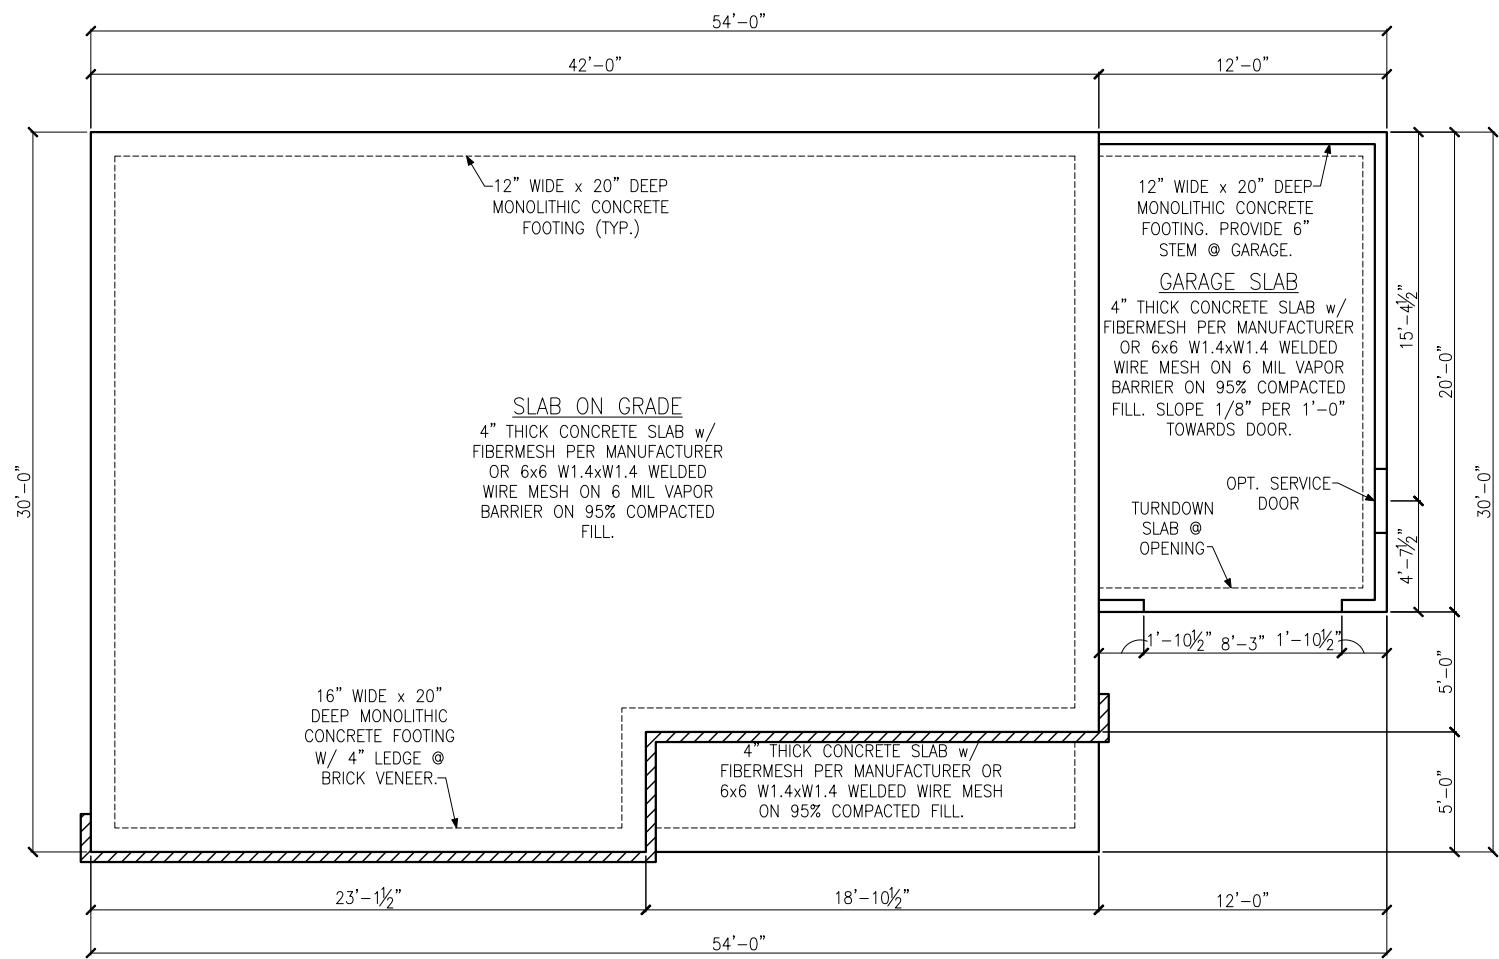 54'-0"
42'-0"
12'-0"
12" WIDE x 20" DEEP
MONOLITHIC CONCRETE
FOOTING (TYP.)
12" WIDE x 20" DEEP
MONOLITHIC CONCRETE
FOOTING. PROVIDE 6"
STEM @ GARAGE.
GARAGE SLAB
4" THICK CONCRETE SLAB w/
FIBERMESH PER MANUFACTURER
OR 6x6 W1.4xW1.4 WELDED
WIRE MESH ON 6 MIL VAPOR
BARRIER ON 95% COMPACTED
FILL. SLOPE 1/8" PER 1'-0"
TOWARDS DOOR.
15'-4½"
20'-0"
30'-0"
30'-0"
SLAB ON GRADE
4" THICK CONCRETE SLAB w/
FIBERMESH PER MANUFACTURER
OR 6x6 W1.4xW1.4 WELDED
WIRE MESH ON 6 MIL VAPOR
BARRIER ON 95% COMPACTED
FILL.
OPT. SERVICE
DOOR
TURNDOWN
SLAB @
OPENING
4'-7½"
1'-10½"
8'-3"
1'-10½"
5'-0"
16" WIDE x 20"
DEEP MONOLITHIC
CONCRETE FOOTING
W/ 4" LEDGE @
BRICK VENEER.
4" THICK CONCRETE SLAB w/
FIBERMESH PER MANUFACTURER OR
6x6 W1.4xW1.4 WELDED WIRE MESH
ON 95% COMPACTED FILL.
5'-0"
23'-1½"
18'-10½"
12'-0"
54'-0"